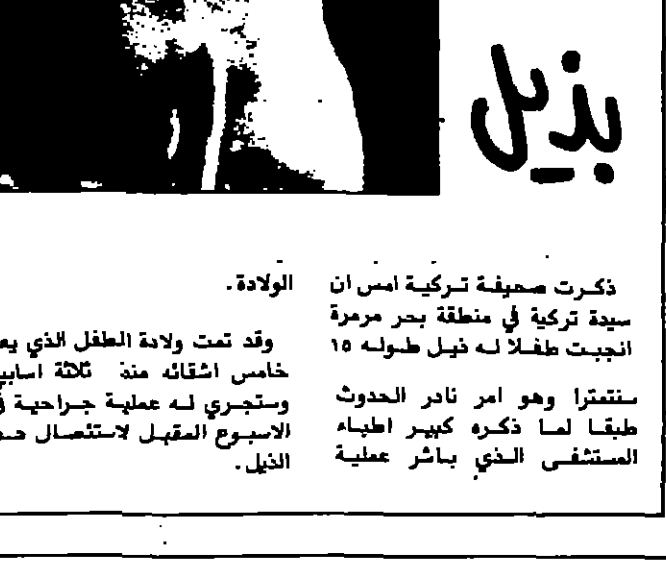 بذيل
ذكرت صحيفة تركية امس ان
سيدة تركية في منطقة بحر مرمرة
انجبت طفلا له ذيل طوله ١٥
سنتمترا وهو امر نادر الحدوث
طبقا لما ذكره كبير اطباء
المستشفى الذي باشر عملية
الولادة.
وقد تمت ولادة الطفل الذي
خامس اشقائه منذ ثلاثة
وستجري له عملية جراحية
الاسبوع المقبل لاستئصال
الذيل.